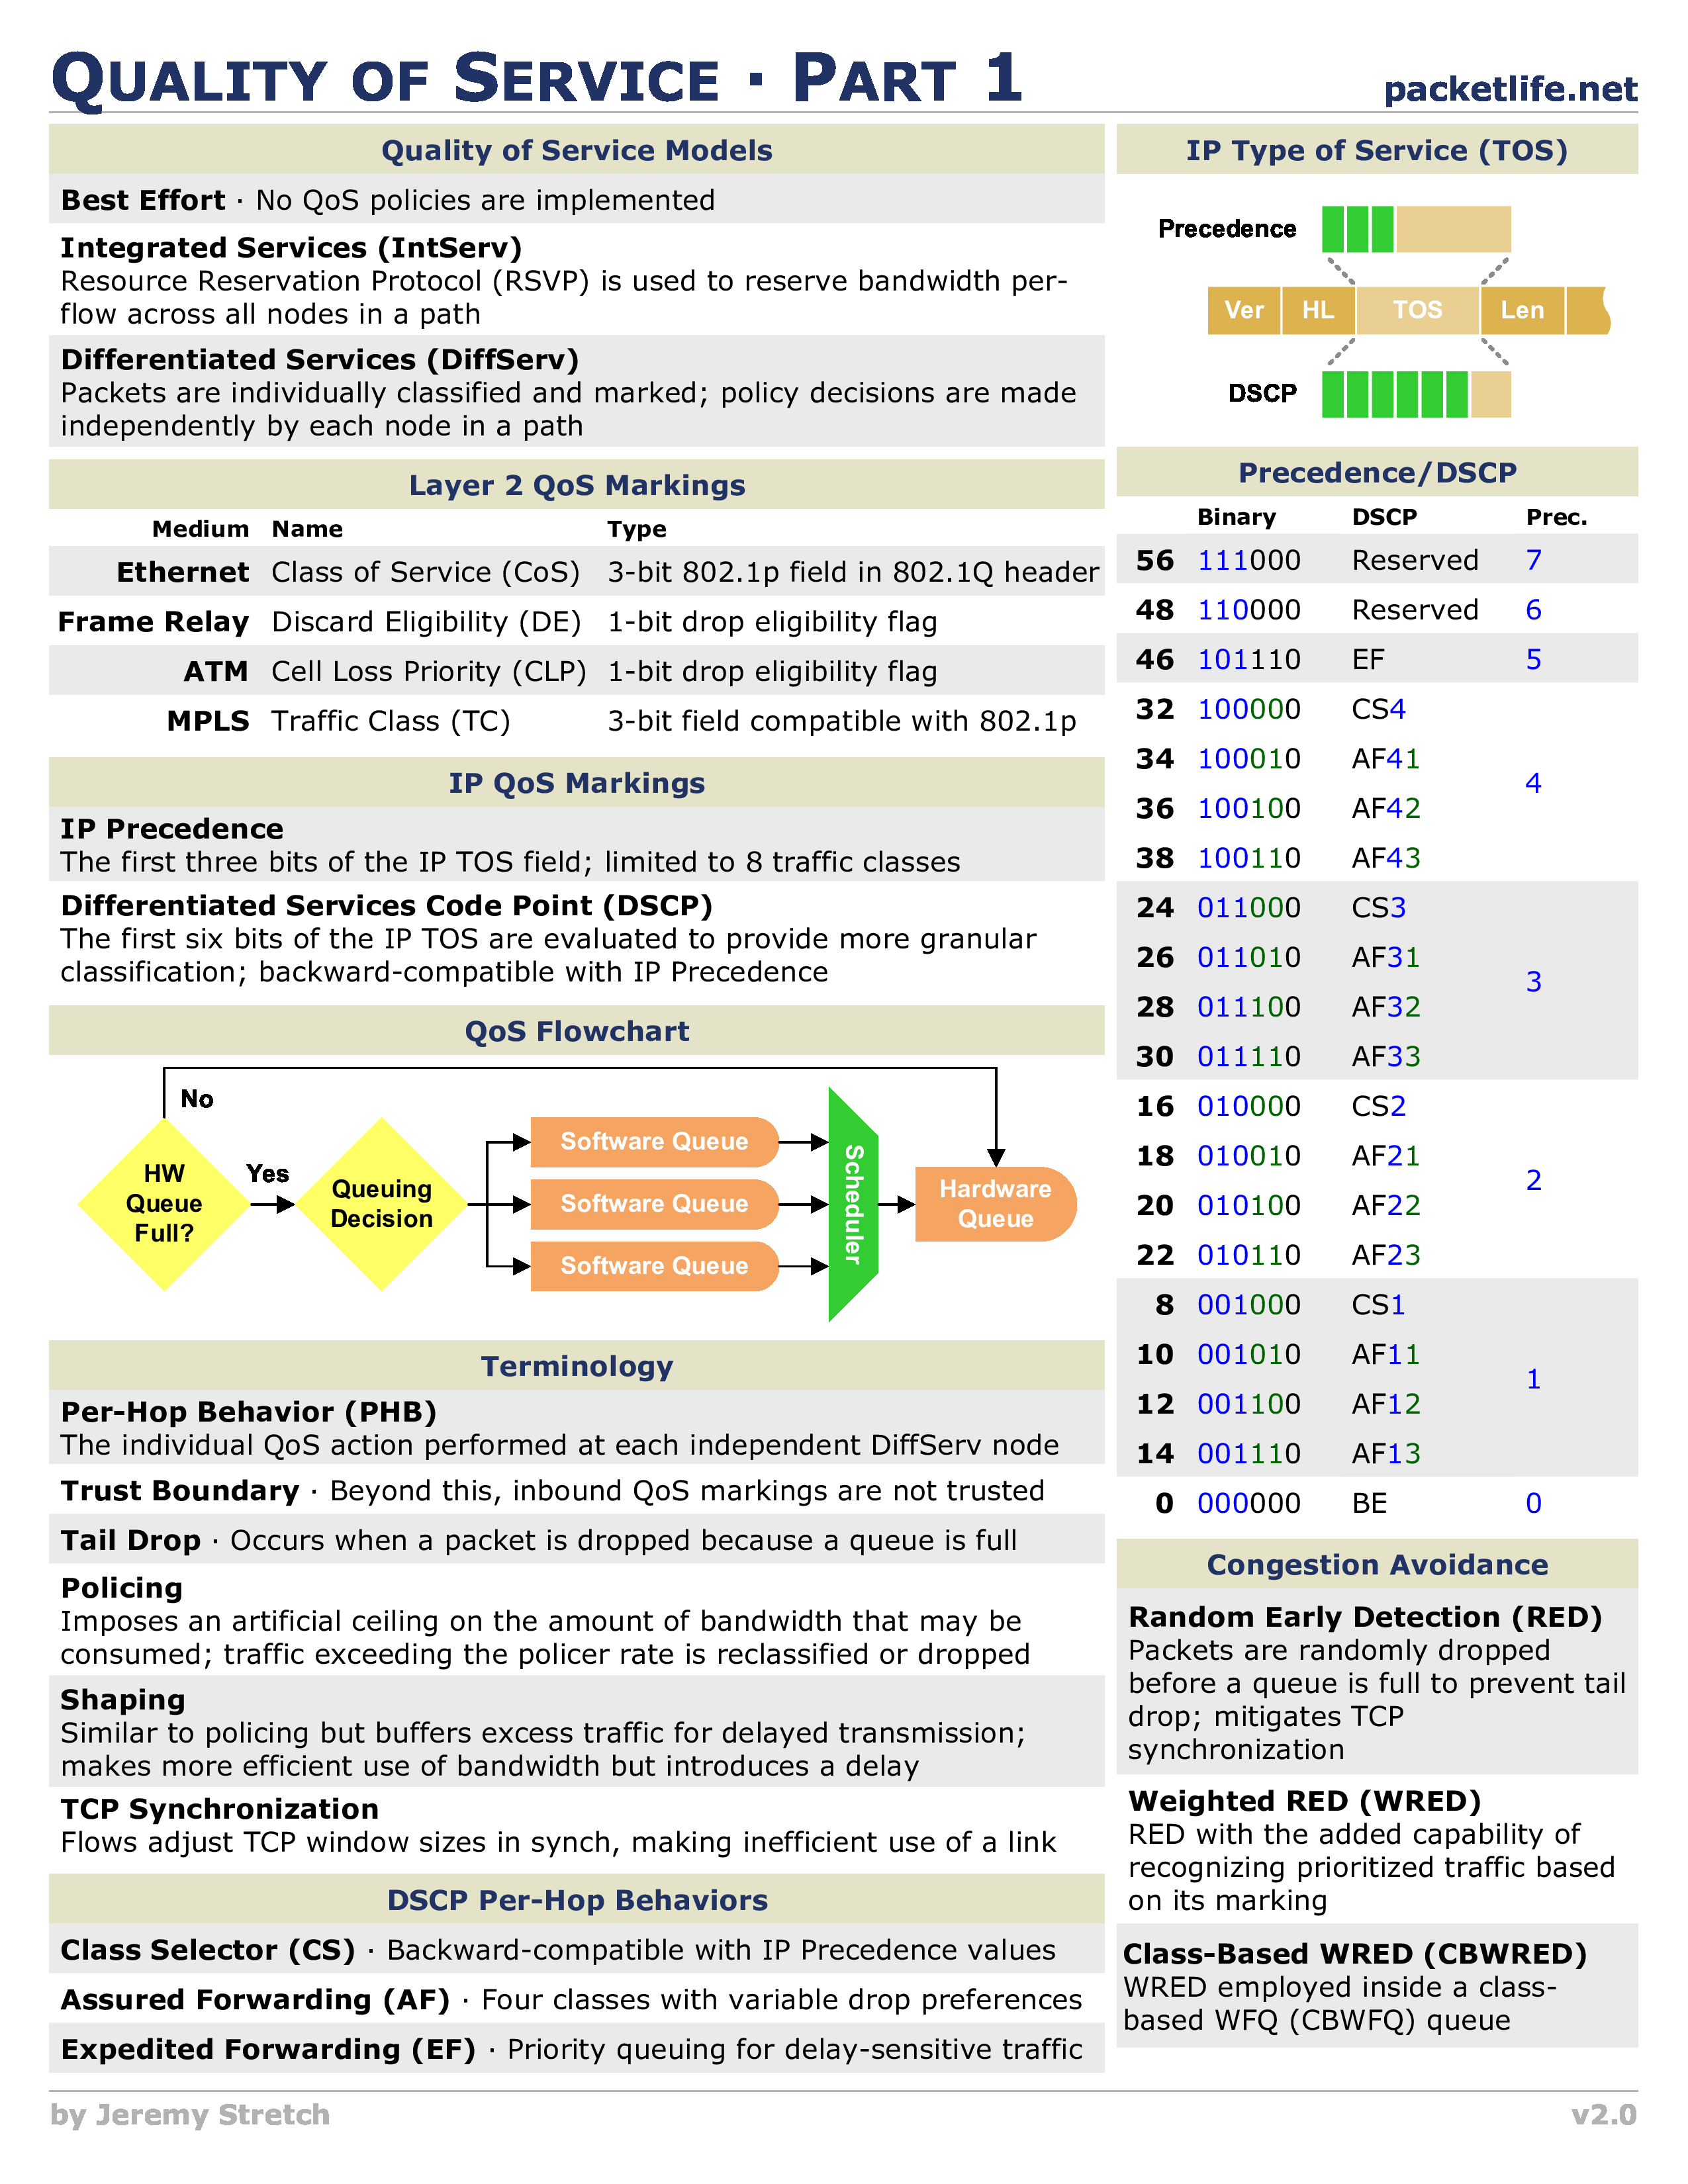 QUALITY OF SERVICE · PART 1
packetlife.net
Quality of Service Models
Best Effort · No QoS policies are implemented
Integrated Services (IntServ)
Resource Reservation Protocol (RSVP) is used to reserve bandwidth per-
flow across all nodes in a path
Differentiated Services (DiffServ)
Packets are individually classified and marked; policy decisions are made
independently by each node in a path
Layer 2 QoS Markings
Medium Name Type
Ethernet Class of Service (CoS) 3-bit 802.1p field in 802.1Q header
Frame Relay Discard Eligibility (DE) 1-bit drop eligibility flag
ATM Cell Loss Priority (CLP) 1-bit drop eligibility flag
MPLS Traffic Class (TC) 3-bit field compatible with 802.1p
IP QoS Markings
IP Precedence
The first three bits of the IP TOS field; limited to 8 traffic classes
Differentiated Services Code Point (DSCP)
The first six bits of the IP TOS are evaluated to provide more granular
classification; backward-compatible with IP Precedence
QoS Flowchart
No
HW
Queue
Full?
Yes
Queuing
Decision
Software Queue
Software Queue
Software Queue
Scheduler
Hardware
Queue
Terminology
Per-Hop Behavior (PHB)
The individual QoS action performed at each independent DiffServ node
Trust Boundary · Beyond this, inbound QoS markings are not trusted
Tail Drop · Occurs when a packet is dropped because a queue is full
Policing
Imposes an artificial ceiling on the amount of bandwidth that may be
consumed; traffic exceeding the policer rate is reclassified or dropped
Shaping
Similar to policing but buffers excess traffic for delayed transmission;
makes more efficient use of bandwidth but introduces a delay
TCP Synchronization
Flows adjust TCP window sizes in synch, making inefficient use of a link
DSCP Per-Hop Behaviors
Class Selector (CS) · Backward-compatible with IP Precedence values
Assured Forwarding (AF) · Four classes with variable drop preferences
Expedited Forwarding (EF) · Priority queuing for delay-sensitive traffic
IP Type of Service (TOS)
Precedence
Ver HL TOS Len
DSCP
Precedence/DSCP
Binary DSCP Prec.
56 111000 Reserved 7
48 110000 Reserved 6
46 101110 EF 5
32 100000 CS4
34 100010 AF41
4
36 100100 AF42
38 100110 AF43
24 011000 CS3
26 011010 AF31
3
28 011100 AF32
30 011110 AF33
16 010000 CS2
18 010010 AF21
2
20 010100 AF22
22 010110 AF23
8 001000 CS1
10 001010 AF11
1
12 001100 AF12
14 001110 AF13
0 000000 BE 0
Congestion Avoidance
Random Early Detection (RED)
Packets are randomly dropped
before a queue is full to prevent tail
drop; mitigates TCP
synchronization
Weighted RED (WRED)
RED with the added capability of
recognizing prioritized traffic based
on its marking
Class-Based WRED (CBWRED)
WRED employed inside a class-
based WFQ (CBWFQ) queue
by Jeremy Stretch
v2.0